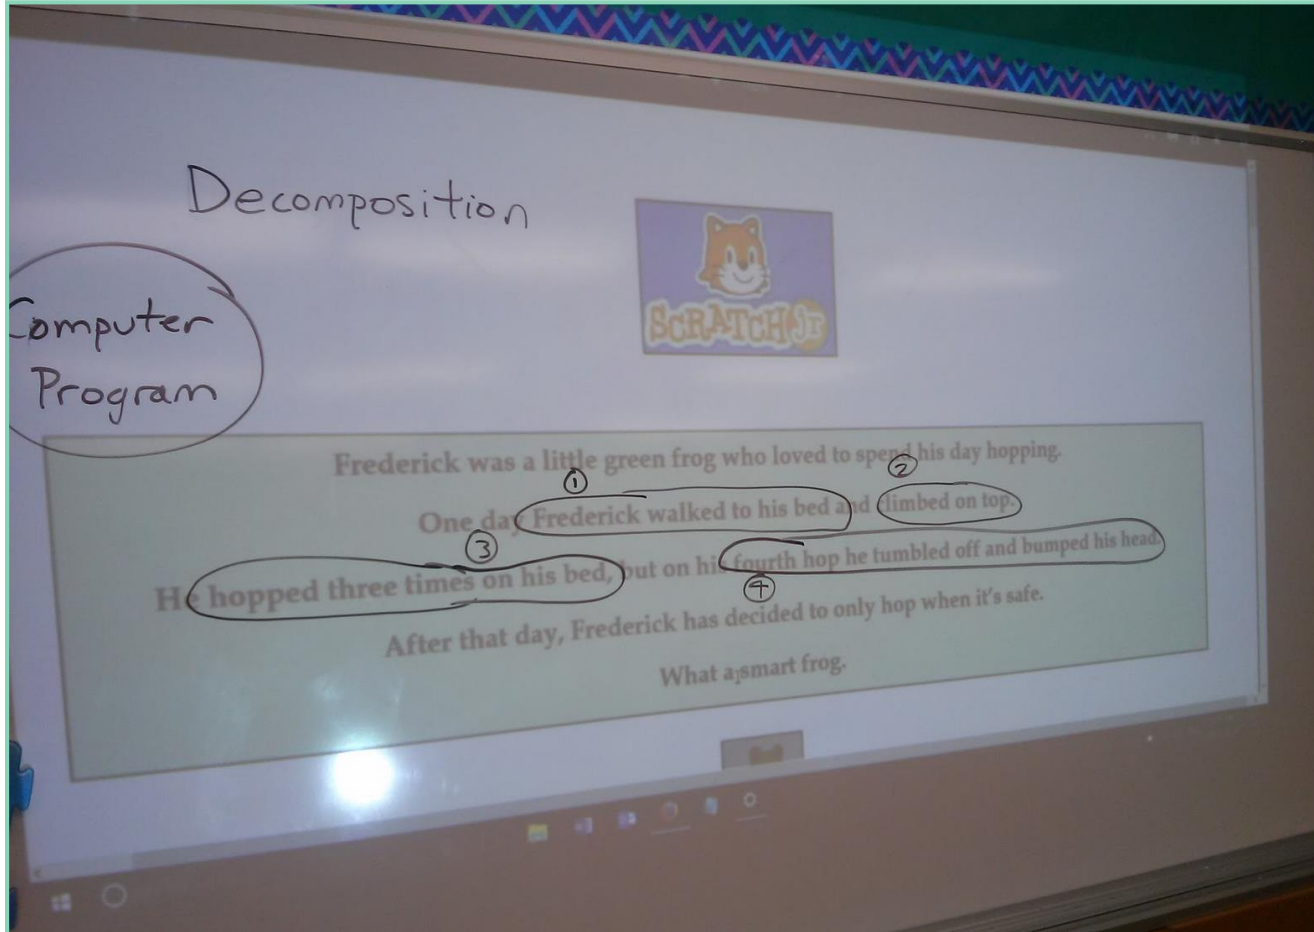 Decomposition
SCRATCH Jr
Computer
Program
Frederick was a little green frog who loved to spend his day hopping.
① ②
One day Frederick walked to his bed and climbed on top.
③
He hopped three times on his bed, but on his fourth hop he tumbled off and bumped his head.
④
After that day, Frederick has decided to only hop when it's safe.
What a smart frog.